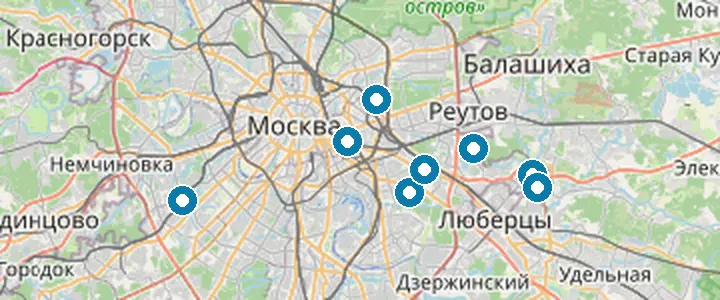 остров»
Мон
Красногорск
Старая Ку
Балашиха
Реутов
Москва
Немчиновка
Элек
динцово
Люберцы
Городок
Дзержинский
Удельная